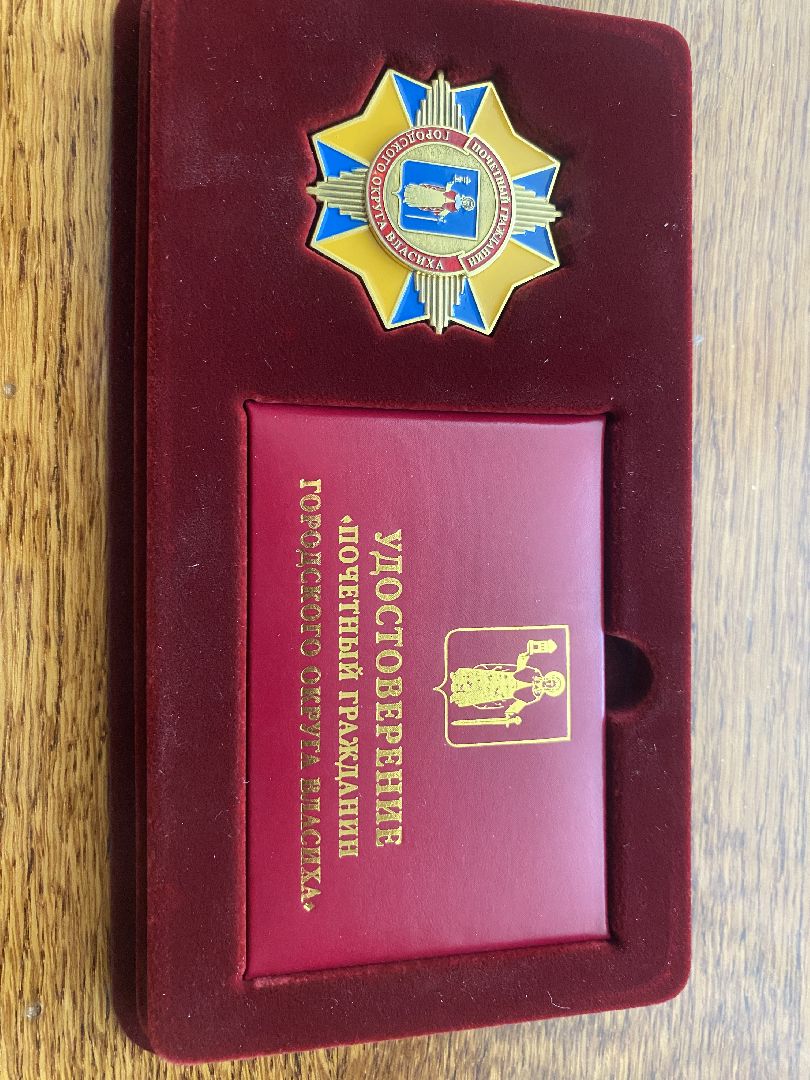 ПОЧЕТНЫЙ ГРАЖДАНИН
ГОРОДСКОГО ОКРУГА ВЛАСИХА
УДОСТОВЕРЕНИЕ
«ПОЧЕТНЫЙ ГРАЖДАНИН
ГОРОДСКОГО ОКРУГА ВЛАСИХА»